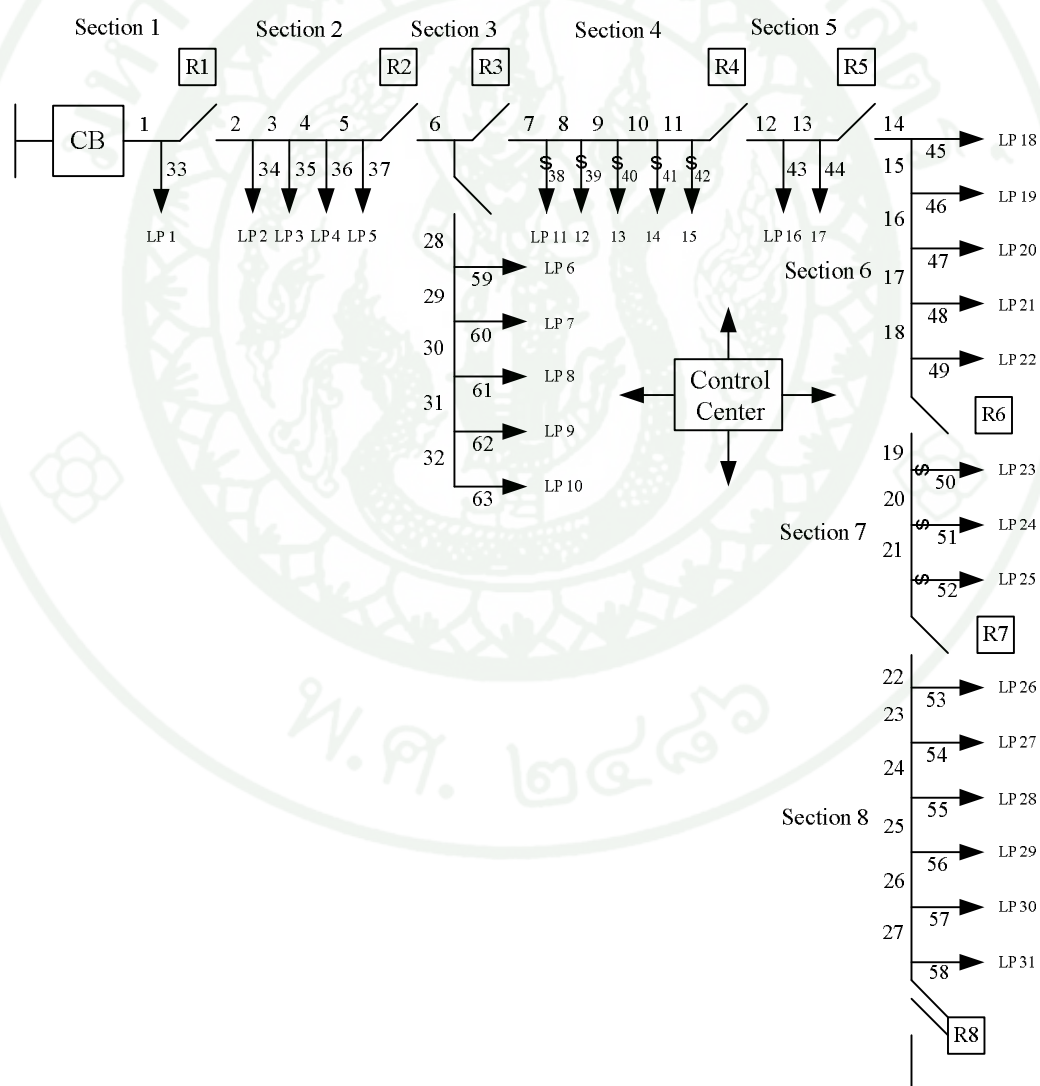 Section 1
Section 2
Section 3
Section 4
Section 5
R1
R2
R3
R4
R5
CB
1
2
3
4
5
6
7
8
9
10
11
12
13
14
LP 18
45
33
34
35
36
37
38
39
40
41
42
43
44
15
46
LP 19
16
LP 1
LP 2
LP 3
LP 4
LP 5
LP 11
12
13
14
15
LP 16
17
28
59
LP 6
Section 6
17
47
LP 20
29
60
LP 7
48
LP 21
18
30
61
LP 8
49
LP 22
31
62
LP 9
32
63
LP 10
Control
Center
R6
19
50
LP 23
20
Section 7
51
LP 24
21
52
LP 25
R7
22
53
LP 26
23
54
LP 27
24
55
LP 28
Section 8
25
56
LP 29
26
57
LP 30
27
58
LP 31
R8
พ.ศ. ๒๔๘๖